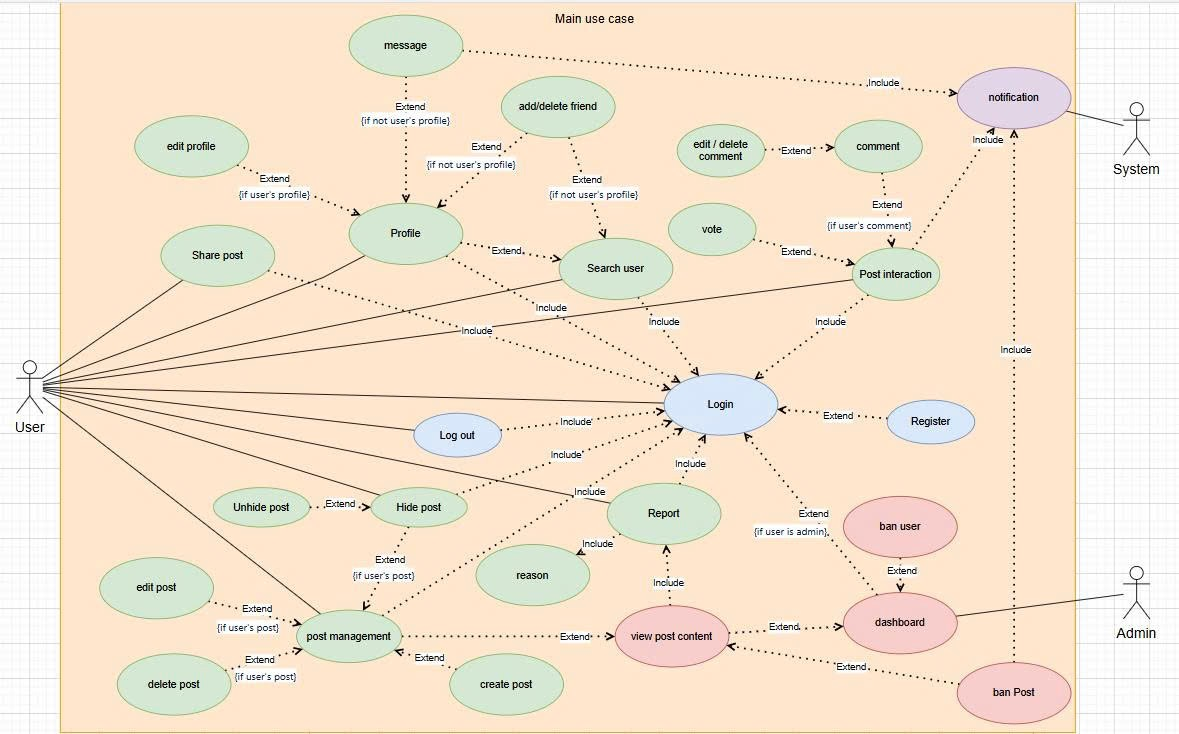 Main use case
message
Include
notification
Extend
{if not user's profile}
add/delete friend
Extend
{if not user's profile}
edit profile
Extend
{if user's profile}
Extend
{if not user's profile}
edit / delete
comment
Extend
comment
Include
System
Extend
{if user's comment}
Profile
Share post
Extend
Search user
vote
Extend
Post interaction
Include
Include
Include
Include
Include
User
Login
Log out
Include
Extend
Register
Include
Include
Include
Unhide post
Extend
Hide post
Report
Extend
{if user is admin}
ban user
Include
reason
Extend
{if user's post}
Include
Extend
edit post
Extend
{if user's post}
post management
Extend
view post content
Extend
dashboard
Admin
delete post
Extend
{if user's post}
Extend
create post
Extend
ban Post